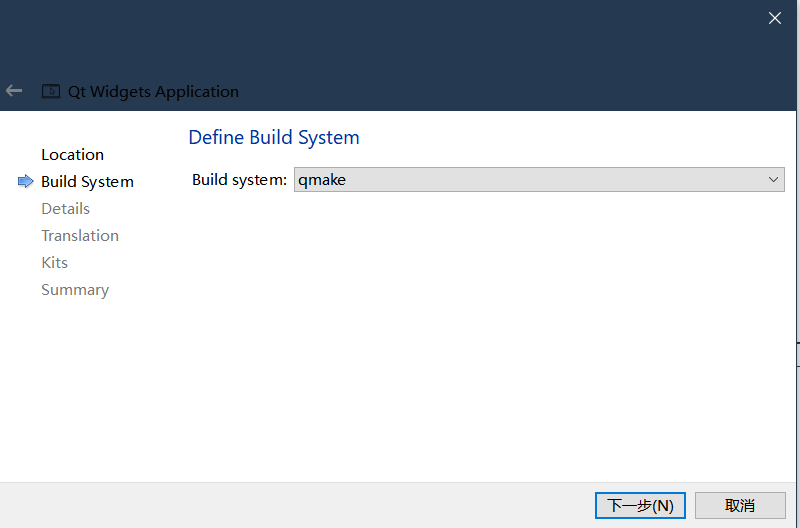 Qt Widgets Application
Define Build System
Location
Build System
Details
Translation
Kits
Summary
Build system: qmake
下一步(N)
取消